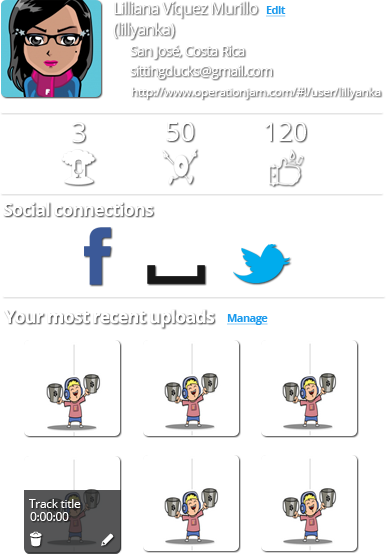 Lilliana Víquez Murillo Edit
(lillyanka)
San José, Costa Rica
sittingducks@gmail.com
http://www.operationjam.com/#!/user/lillyanka
3 50 120
Social connections
Your most recent uploads Manage
Track title
0:00:00